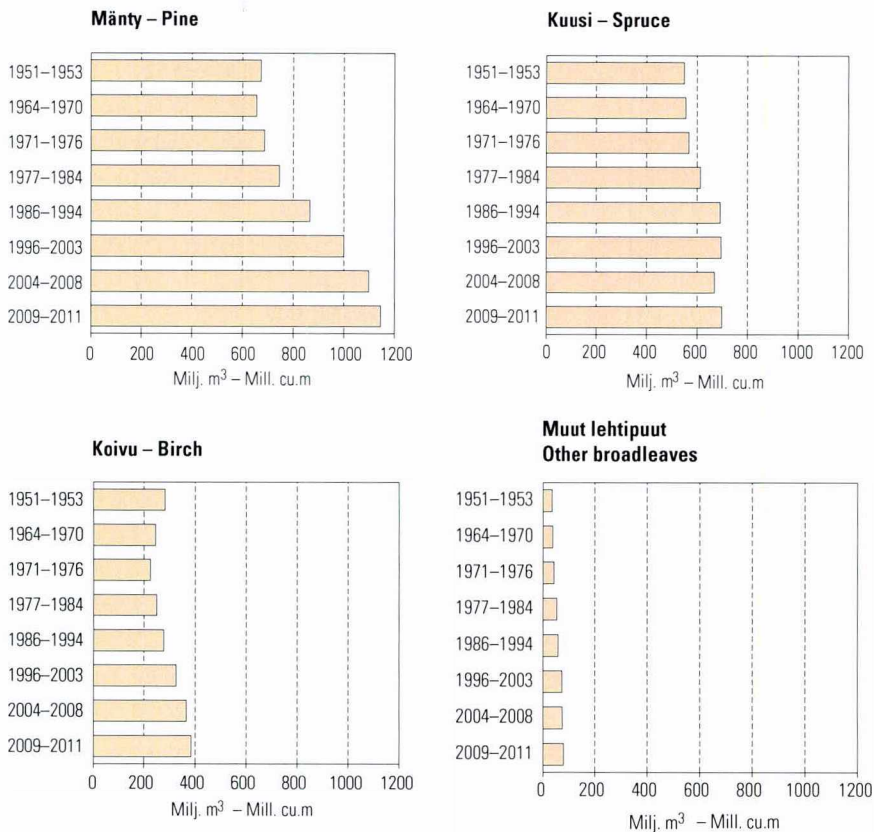 Mänty – Pine
1951–1953
1964–1970
1971–1976
1977–1984
1986–1994
1996–2003
2004–2008
2009–2011
0 200 400 600 800 1000 1200
Milj. m³ – Mill. cu.m
Kuusi – Spruce
1951–1953
1964–1970
1971–1976
1977–1984
1986–1994
1996–2003
2004–2008
2009–2011
0 200 400 600 800 1000 1200
Milj. m³ – Mill. cu.m
Koivu – Birch
1951–1953
1964–1970
1971–1976
1977–1984
1986–1994
1996–2003
2004–2008
2009–2011
0 200 400 600 800 1000 1200
Milj. m³ – Mill. cu.m
Muut lehtipuut
Other broadleaves
1951–1953
1964–1970
1971–1976
1977–1984
1986–1994
1996–2003
2004–2008
2009–2011
0 200 400 600 800 1000 1200
Milj. m³ – Mill. cu.m